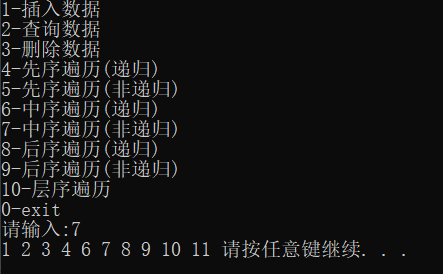 1-插入数据
2-查询数据
3-删除数据
4-先序遍历(递归)
5-先序遍历(非递归)
6-中序遍历(递归)
7-中序遍历(非递归)
8-后序遍历(递归)
9-后序遍历(非递归)
10-层序遍历
0-exit
请输入:7
1 2 3 4 6 7 8 9 10 11 请按任意键继续. . .